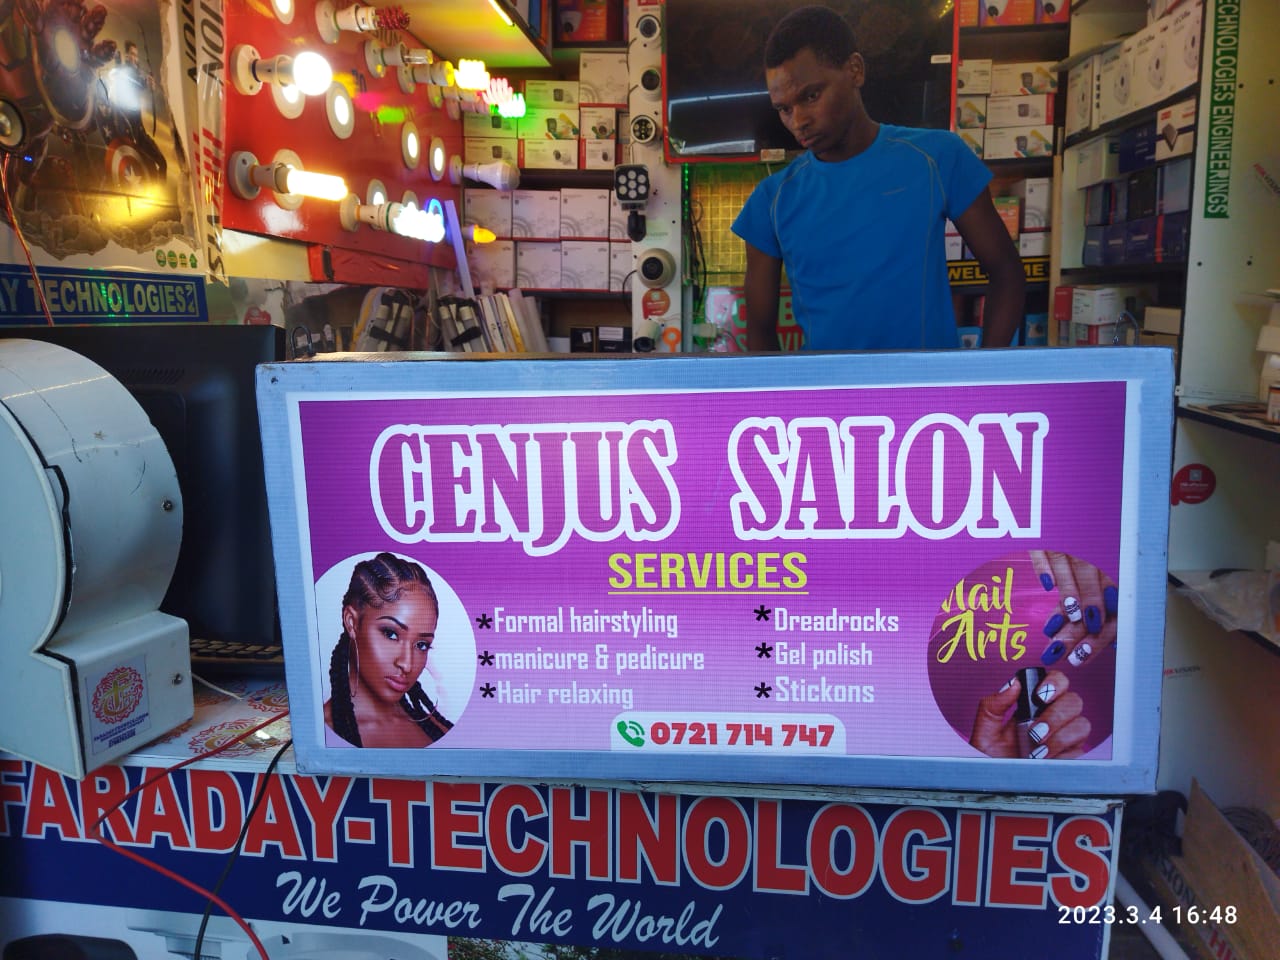 TECHNOLOGIES ENGINEERINGS
AY TECHNOLOGIES
WELCOME
CENJUS SALON
SERVICES
*Formal hairstyling
*manicure & pedicure
*Hair relaxing
*Dreadrocks
*Gel polish
*Stickons
Nail
Arts
0721 714 747
FARADAY-TECHNOLOGIES
We Power The World
2023.3.4 16:48